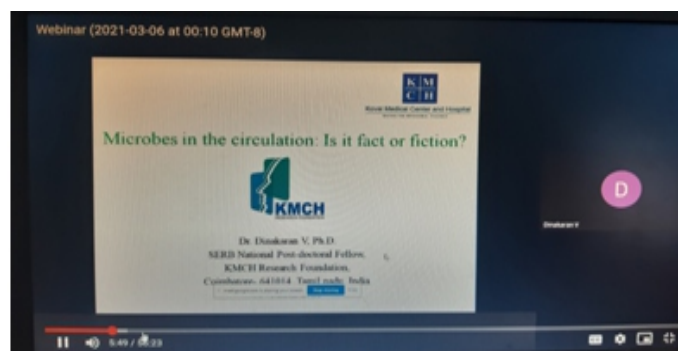 Webinar (2021-03-06 at 00:10 GMT-8)
K M
C H
Kovai Medical Center and Hospital
Microbes in the circulation: Is it fact or fiction?
KMCH
Dr. Dinakaran V, Ph.D
SERB National Post-doctoral Fellow,
KMCH Research Foundation,
Coimbatore- 641014, Tamil nadu, India
D
Dinakaran V
5:49 /